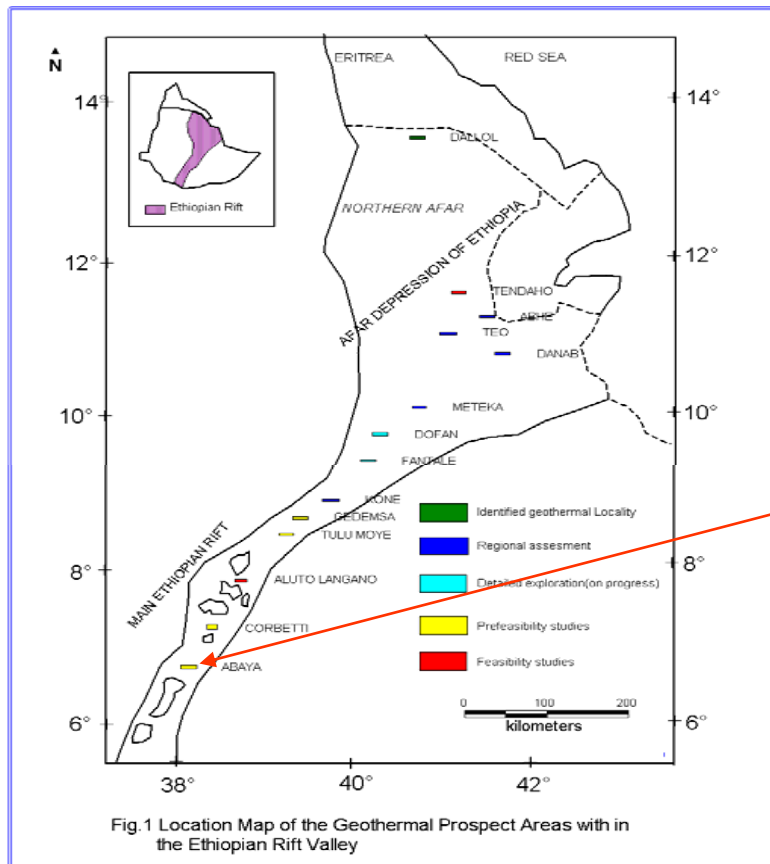 ERITREA
RED SEA
N
14°
14°
DALLOL
Ethiopian Rift
NORTHERN AFAR
AFAR DEPRESSION OF ETHIOPIA
12°
12°
TENDAHO
ABHE
TEO
DANAB
10°
METEKA
10°
DOFAN
FANTALE
KONE
GEDEMSA
TULU MOYE
Identified geothermal Locality
Regional assesment
Detailed exploration(on progress)
Prefeasibility studies
Feasibility studies
MAIN ETHIOPIAN RIFT
8°
8°
ALUTO LANGANO
CORBETTI
ABAYA
0 100 200
kilometers
6°
6°
38° 40° 42°
Fig.1 Location Map of the Geothermal Prospect Areas with in
the Ethiopian Rift Valley